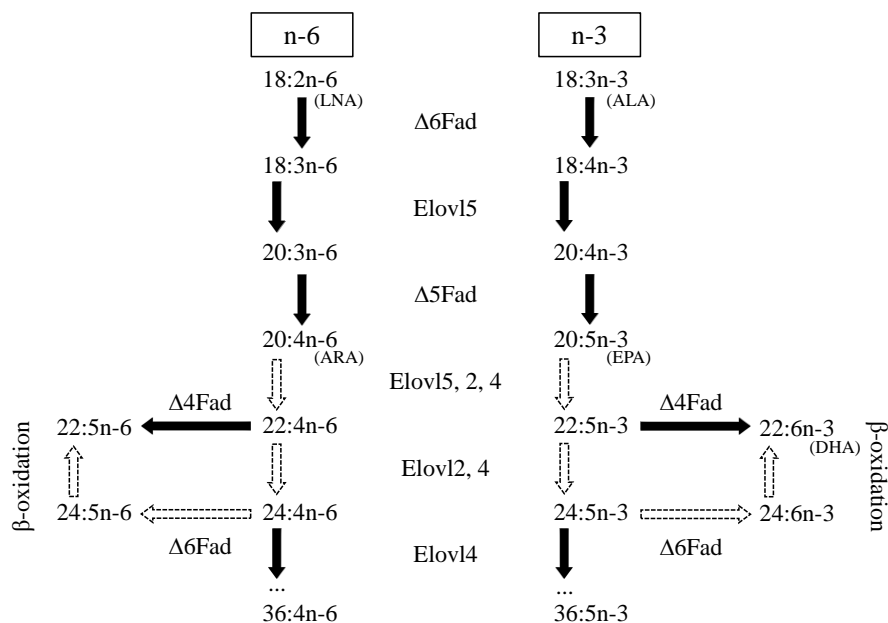 n-6 n-3
18:2n-6 18:3n-3
(LNA) (ALA)
Δ6Fad
18:3n-6 18:4n-3
Elovl5
20:3n-6 20:4n-3
Δ5Fad
20:4n-6 20:5n-3
(ARA) (EPA)
Elovl5, 2, 4
Δ4Fad Δ4Fad
22:5n-6 22:4n-6 22:5n-3 22:6n-3
(DHA)
β-oxidation Elovl2, 4 β-oxidation
24:5n-6 24:4n-6 24:5n-3 24:6n-3
Δ6Fad Elovl4 Δ6Fad
... ...
36:4n-6 36:5n-3